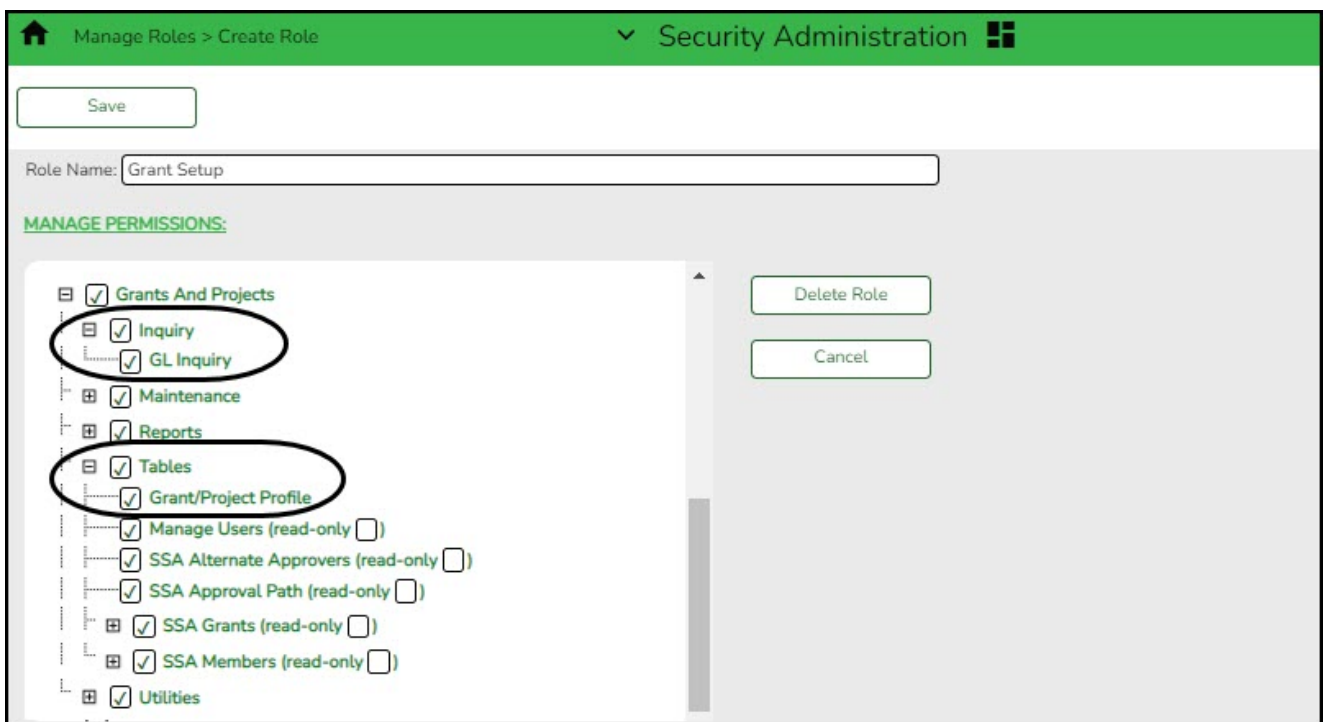 Manage Roles > Create Role
Security Administration
Save
Role Name: Grant Setup
MANAGE PERMISSIONS:
Grants And Projects
Inquiry
GL Inquiry
Maintenance
Reports
Tables
Grant/Project Profile
Manage Users (read-only )
SSA Alternate Approvers (read-only )
SSA Approval Path (read-only )
SSA Grants (read-only )
SSA Members (read-only )
Utilities
Delete Role
Cancel